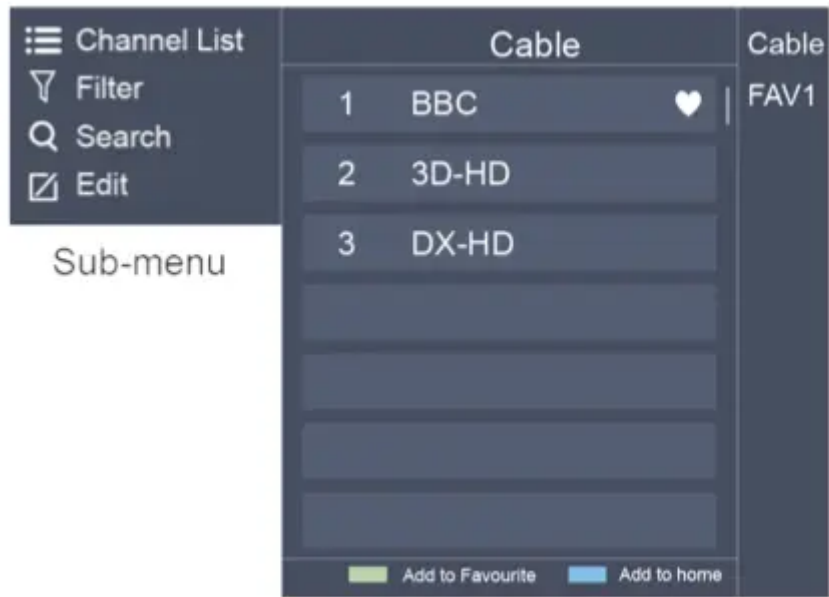 Channel List
Filter
Search
Edit
Sub-menu
Cable
1 BBC
2 3D-HD
3 DX-HD
Add to Favourite Add to home
Cable
FAV1